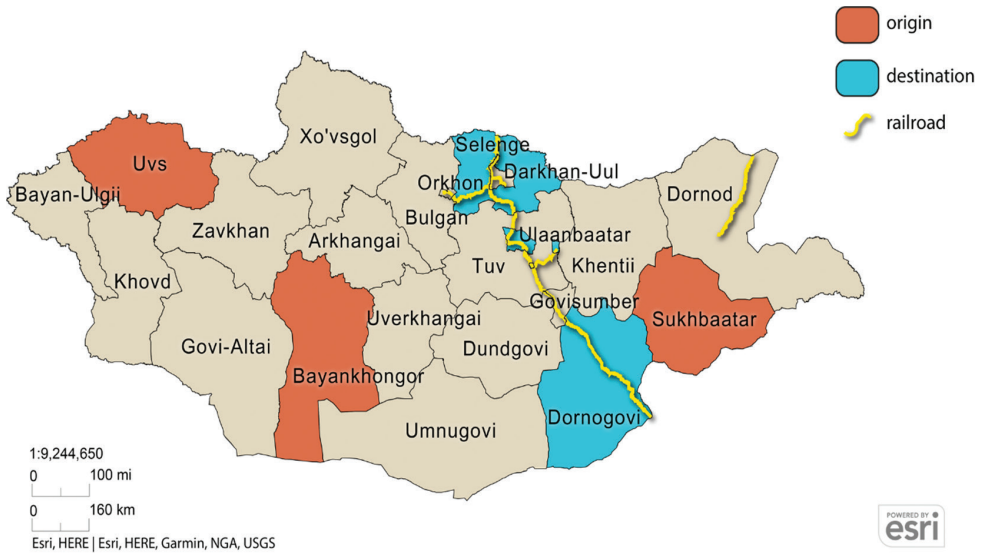 origin
destination
railroad
Xo'vsgol
Selenge
Uvs
Darkhan-Uul
Orkhon
Bayan-Ulgii
Dornod
Bulgan
Zavkhan
Arkhangai
Ulaanbaatar
Tuv
Khentii
Khovd
Govisumber
Uverkhangai
Sukhbaatar
Govi-Altai
Dundgovi
Bayankhongor
Dornogovi
Umnugovi
1:9,244,650
0 100 mi
0 160 km
Esri, HERE | Esri, HERE, Garmin, NGA, USGS
POWERED BY
esri